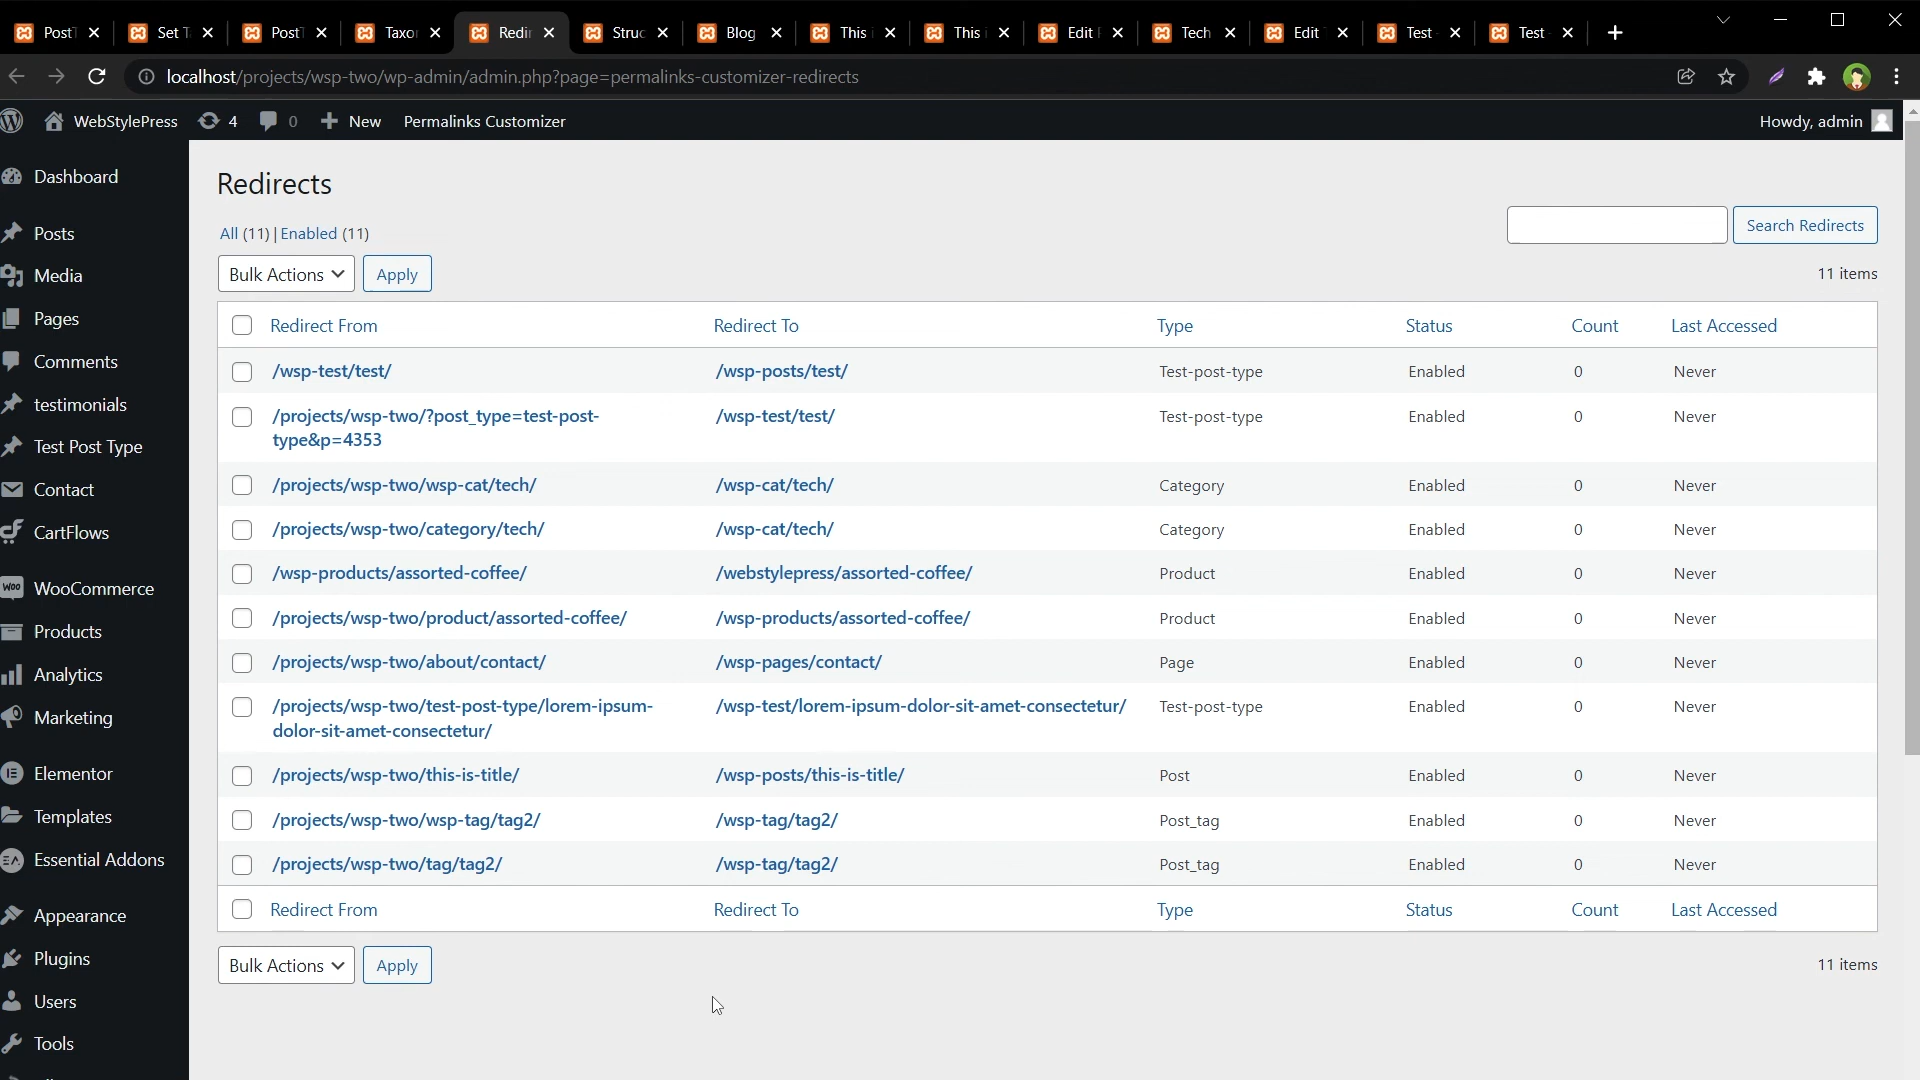 Post
Set T
Post
Taxo
Redir
Struc
Blog
This
This
Edit
Tech
Edit
Test
Test
localhost/projects/wsp-two/wp-admin/admin.php?page=permalinks-customizer-redirects
WebStylePress
4
0
New
Permalinks Customizer
Howdy, admin
Dashboard
Posts
Media
Pages
Comments
testimonials
Test Post Type
Contact
CartFlows
WooCommerce
Products
Analytics
Marketing
Elementor
Templates
Essential Addons
Appearance
Plugins
Users
Tools
Redirects
All (11) | Enabled (11)
Search Redirects
Bulk Actions Apply
11 items
Redirect From Redirect To Type Status Count Last Accessed
/wsp-test/test/ /wsp-posts/test/ Test-post-type Enabled 0 Never
/projects/wsp-two/?post_type=test-post- /wsp-test/test/ Test-post-type Enabled 0 Never
type&p=4353
/projects/wsp-two/wsp-cat/tech/ /wsp-cat/tech/ Category Enabled 0 Never
/projects/wsp-two/category/tech/ /wsp-cat/tech/ Category Enabled 0 Never
/wsp-products/assorted-coffee/ /webstylepress/assorted-coffee/ Product Enabled 0 Never
/projects/wsp-two/product/assorted-coffee/ /wsp-products/assorted-coffee/ Product Enabled 0 Never
/projects/wsp-two/about/contact/ /wsp-pages/contact/ Page Enabled 0 Never
/projects/wsp-two/test-post-type/lorem-ipsum- /wsp-test/lorem-ipsum-dolor-sit-amet-consectetur/ Test-post-type Enabled 0 Never
dolor-sit-amet-consectetur/
/projects/wsp-two/this-is-title/ /wsp-posts/this-is-title/ Post Enabled 0 Never
/projects/wsp-two/wsp-tag/tag2/ /wsp-tag/tag2/ Post_tag Enabled 0 Never
/projects/wsp-two/tag/tag2/ /wsp-tag/tag2/ Post_tag Enabled 0 Never
Redirect From Redirect To Type Status Count Last Accessed
Bulk Actions Apply
11 items